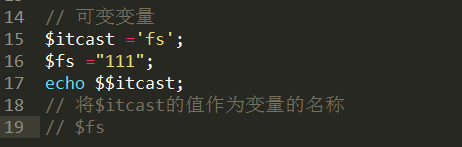 14 // 可变变量
15 $itcast ='fs';
16 $fs ="111";
17 echo $$itcast;
18 // 将$itcast的值作为变量的名称
19 // $fs